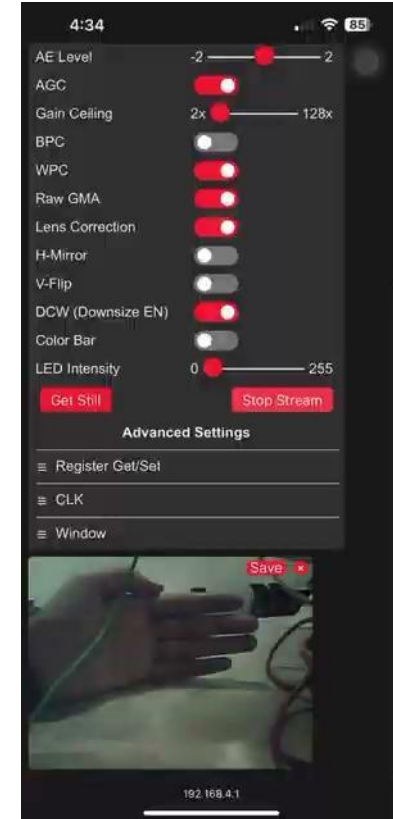 4:34
85
AE Level -2 2
AGC
Gain Ceiling 2x 128x
BPC
WPC
Raw GMA
Lens Correction
H-Mirror
V-Flip
DCW (Downsize EN)
Color Bar
LED Intensity 0 255
Get Still Stop Stream
Advanced Settings
Register Get/Set
CLK
Window
Save ×
192.168.4.1